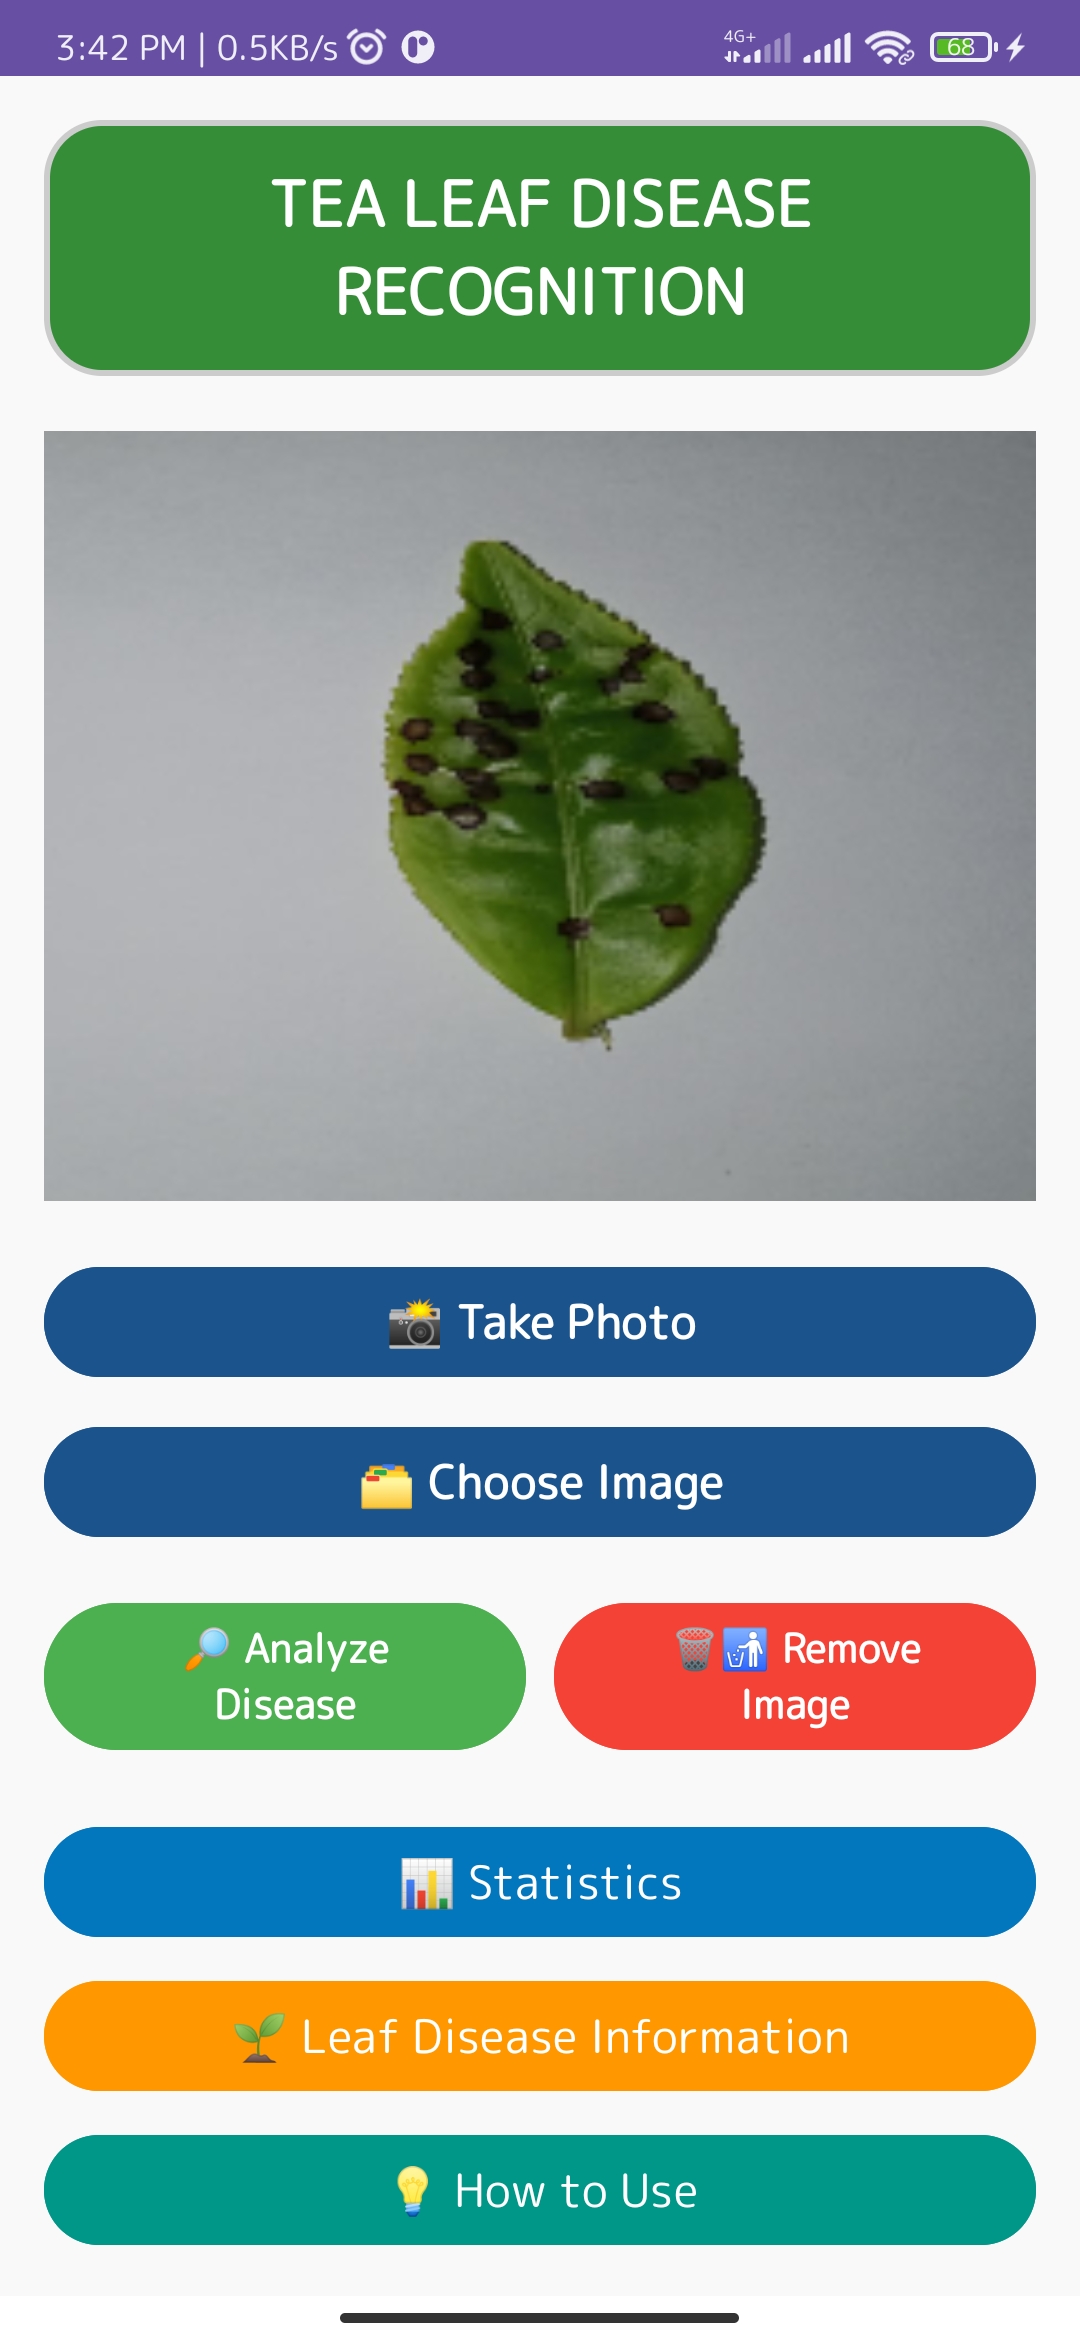 3:42 PM | 0.5KB/s 4G+ 68
TEA LEAF DISEASE
RECOGNITION
📸 Take Photo
🗂️ Choose Image
🔎 Analyze
Disease
🗑️🚮 Remove
Image
📊 Statistics
🌱 Leaf Disease Information
💡 How to Use